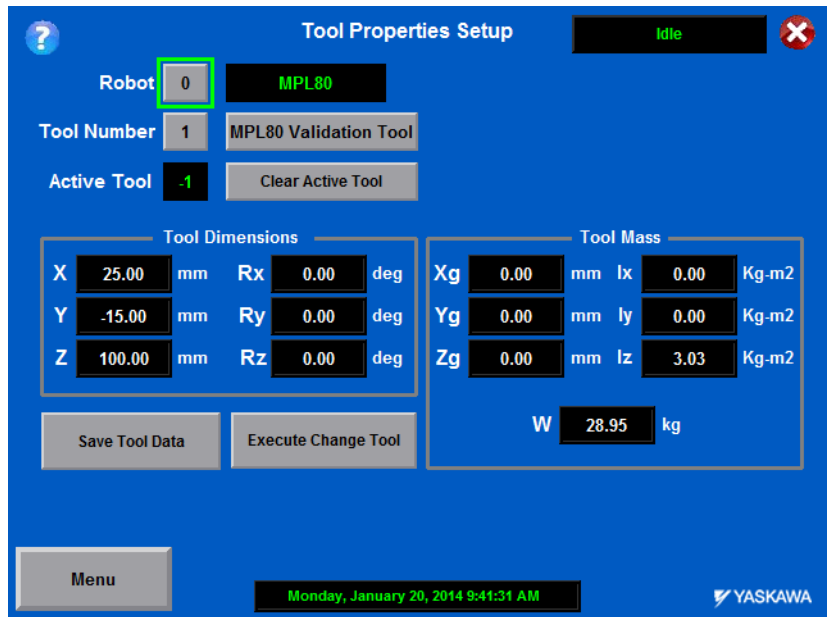 ? Tool Properties Setup Idle
Robot 0 MPL80
Tool Number 1 MPL80 Validation Tool
Active Tool -1 Clear Active Tool
Tool Dimensions Tool Mass
X 25.00 mm Rx 0.00 deg Xg 0.00 mm Ix 0.00 Kg-m2
Y -15.00 mm Ry 0.00 deg Yg 0.00 mm Iy 0.00 Kg-m2
Z 100.00 mm Rz 0.00 deg Zg 0.00 mm Iz 3.03 Kg-m2
W 28.95 kg
Save Tool Data Execute Change Tool
Menu Monday, January 20, 2014 9:41:31 AM YASKAWA